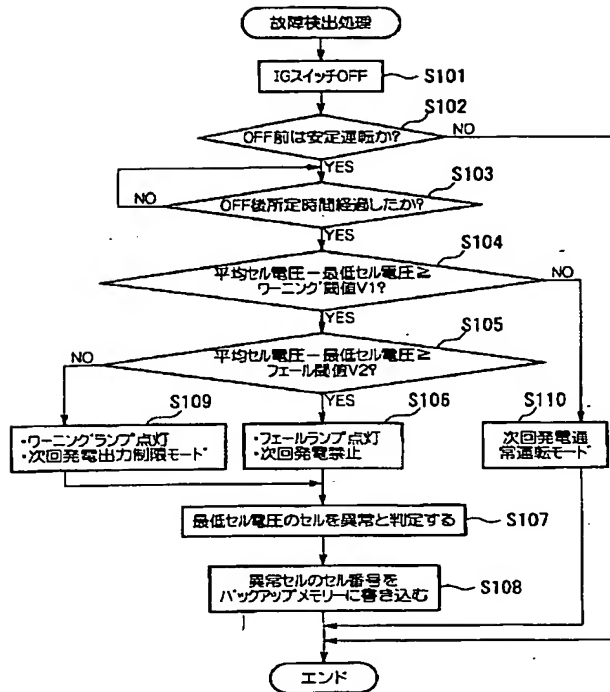 故障検出処理
IGスイッチOFF
S101
S102
OFF前は安定運転か?
NO
YES
S103
NO
OFF後所定時間経過したか?
YES
S104
平均セル電圧－最低セル電圧≧
ワーニング閾値V1?
NO
YES
S105
NO
平均セル電圧－最低セル電圧≧
フェール閾値V2?
YES
S109
・ワーニングランプ点灯
・次回発電出力制限モード
S106
・フェールランプ点灯
・次回発電禁止
S110
次回発電通
常運転モード
最低セル電圧のセルを異常と判定する
S107
異常セルのセル番号を
バックアップメモリーに書き込む
S108
エンド